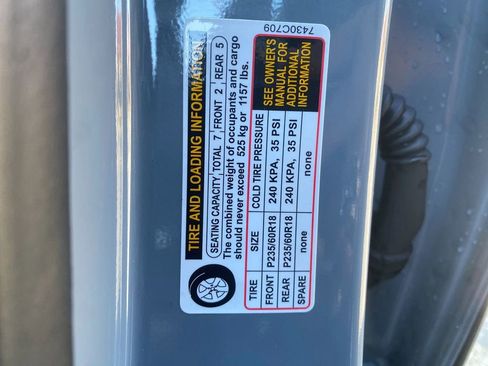 7430C709
TIRE AND LOADING INFORMATION
SEATING CAPACITY TOTAL 7 FRONT 2 REAR 5
The combined weight of occupants and cargo
should never exceed 525 kg or 1157 lbs.
TIRE SIZE COLD TIRE PRESSURE
FRONT P235/60R18 240 KPA, 35 PSI
REAR P235/60R18 240 KPA, 35 PSI
SPARE none none
SEE OWNER'S
MANUAL FOR
ADDITIONAL
INFORMATION